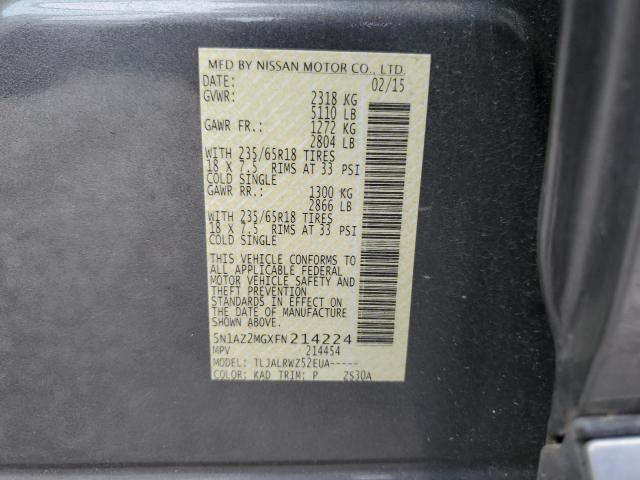 MFD BY NISSAN MOTOR CO., LTD.
DATE: 02/15
GVWR: 2318 KG
5110 LB
GAWR FR.: 1272 KG
2804 LB
WITH 235/65R18 TIRES
18 X 7.5 RIMS AT 33 PSI
COLD SINGLE
GAWR RR.: 1300 KG
2866 LB
WITH 235/65R18 TIRES
18 X 7.5 RIMS AT 33 PSI
COLD SINGLE
THIS VEHICLE CONFORMS TO
ALL APPLICABLE FEDERAL
MOTOR VEHICLE SAFETY AND
THEFT PREVENTION
STANDARDS IN EFFECT ON
THE DATE OF MANUFACTURE
SHOWN ABOVE.
5N1AZ2MGXFN214224
MPV 214454
MODEL: TLJALRWZ52EUA-----
COLOR: KAD TRIM: P ZS30A